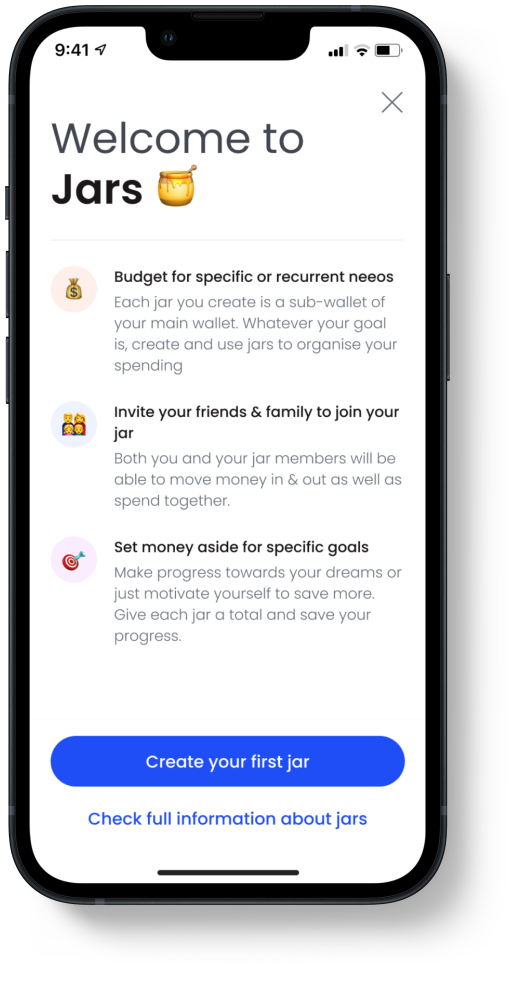 9:41
Welcome to
Jars
Budget for specific or recurrent neeos
Each jar you create is a sub-wallet of
your main wallet. Whatever your goal
is, create and use jars to organise your
spending
Invite your friends & family to join your
jar
Both you and your jar members will be
able to move money in & out as well as
spend together.
Set money aside for specific goals
Make progress towards your dreams or
just motivate yourself to save more.
Give each jar a total and save your
progress.
Create your first jar
Check full information about jars